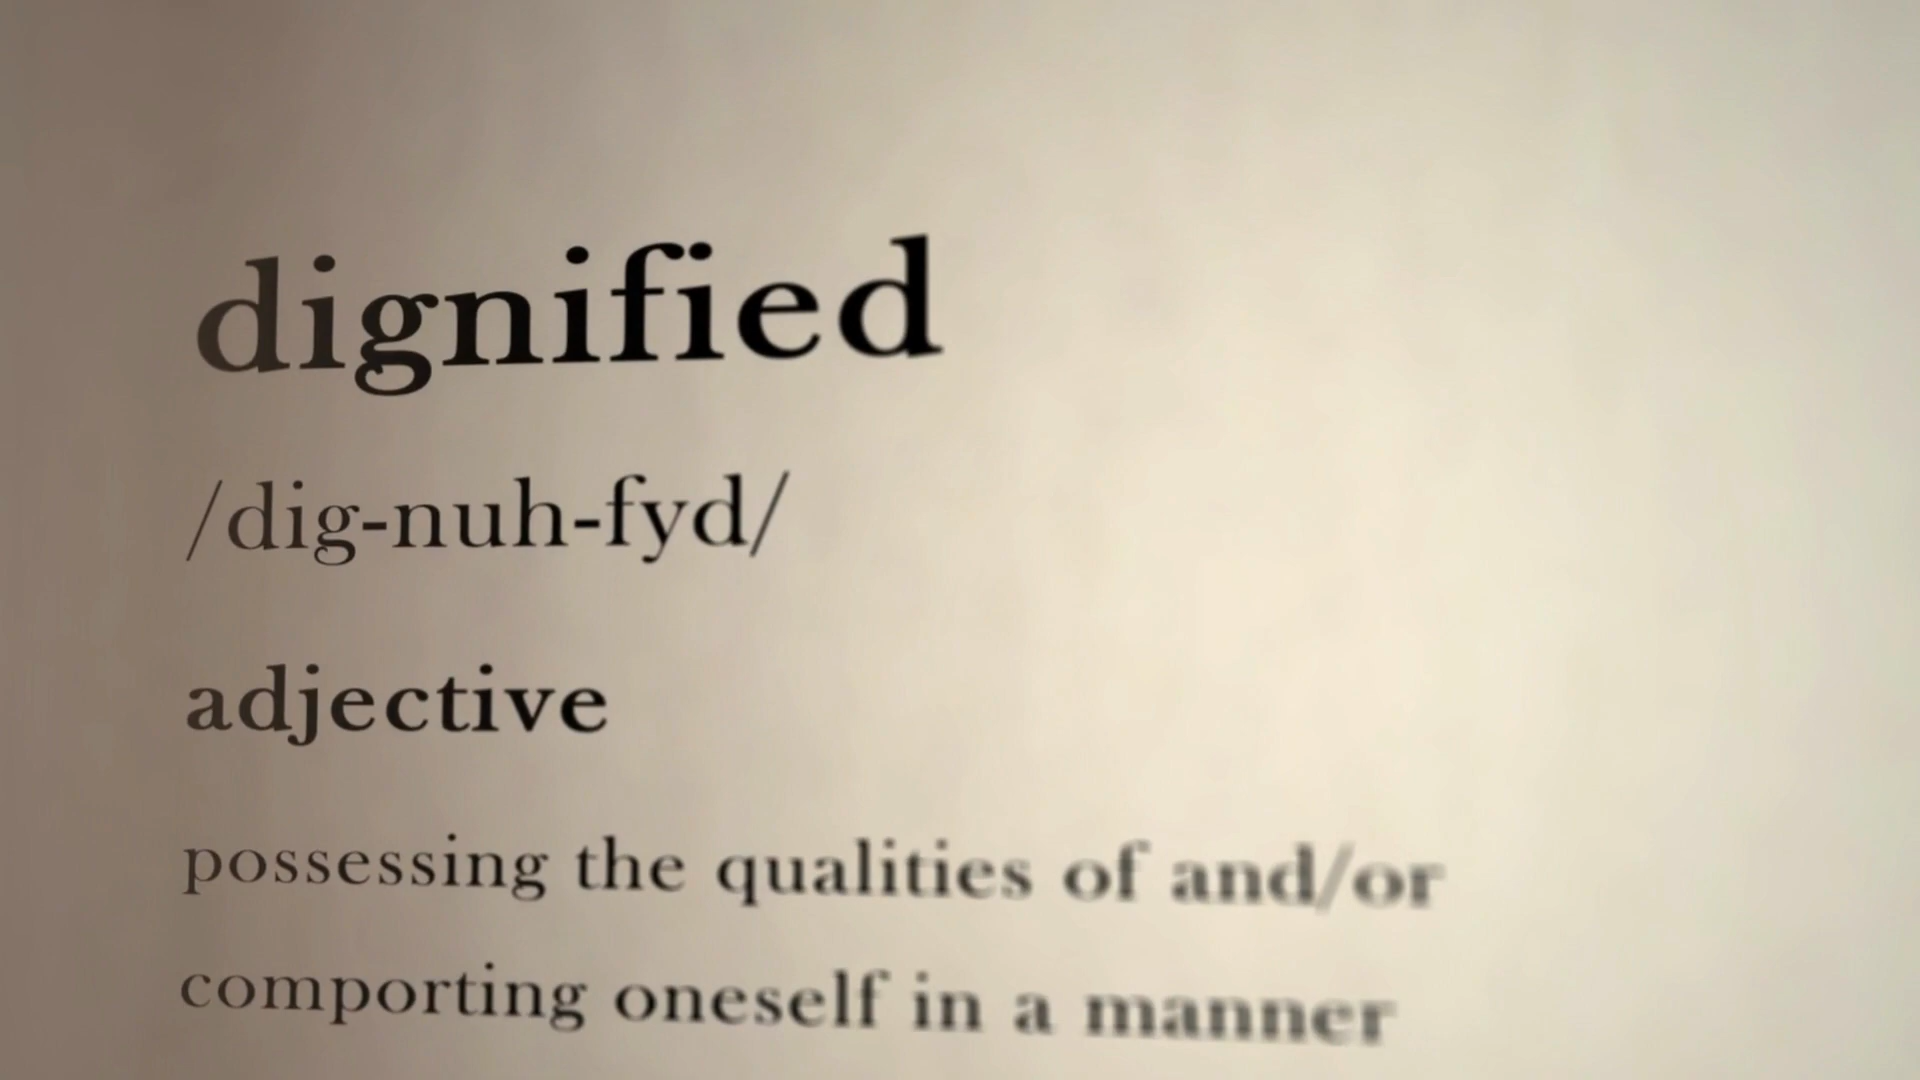 dignified
/dig-nuh-fyd/
adjective
possessing the qualities of and/or
comporting oneself in a manner